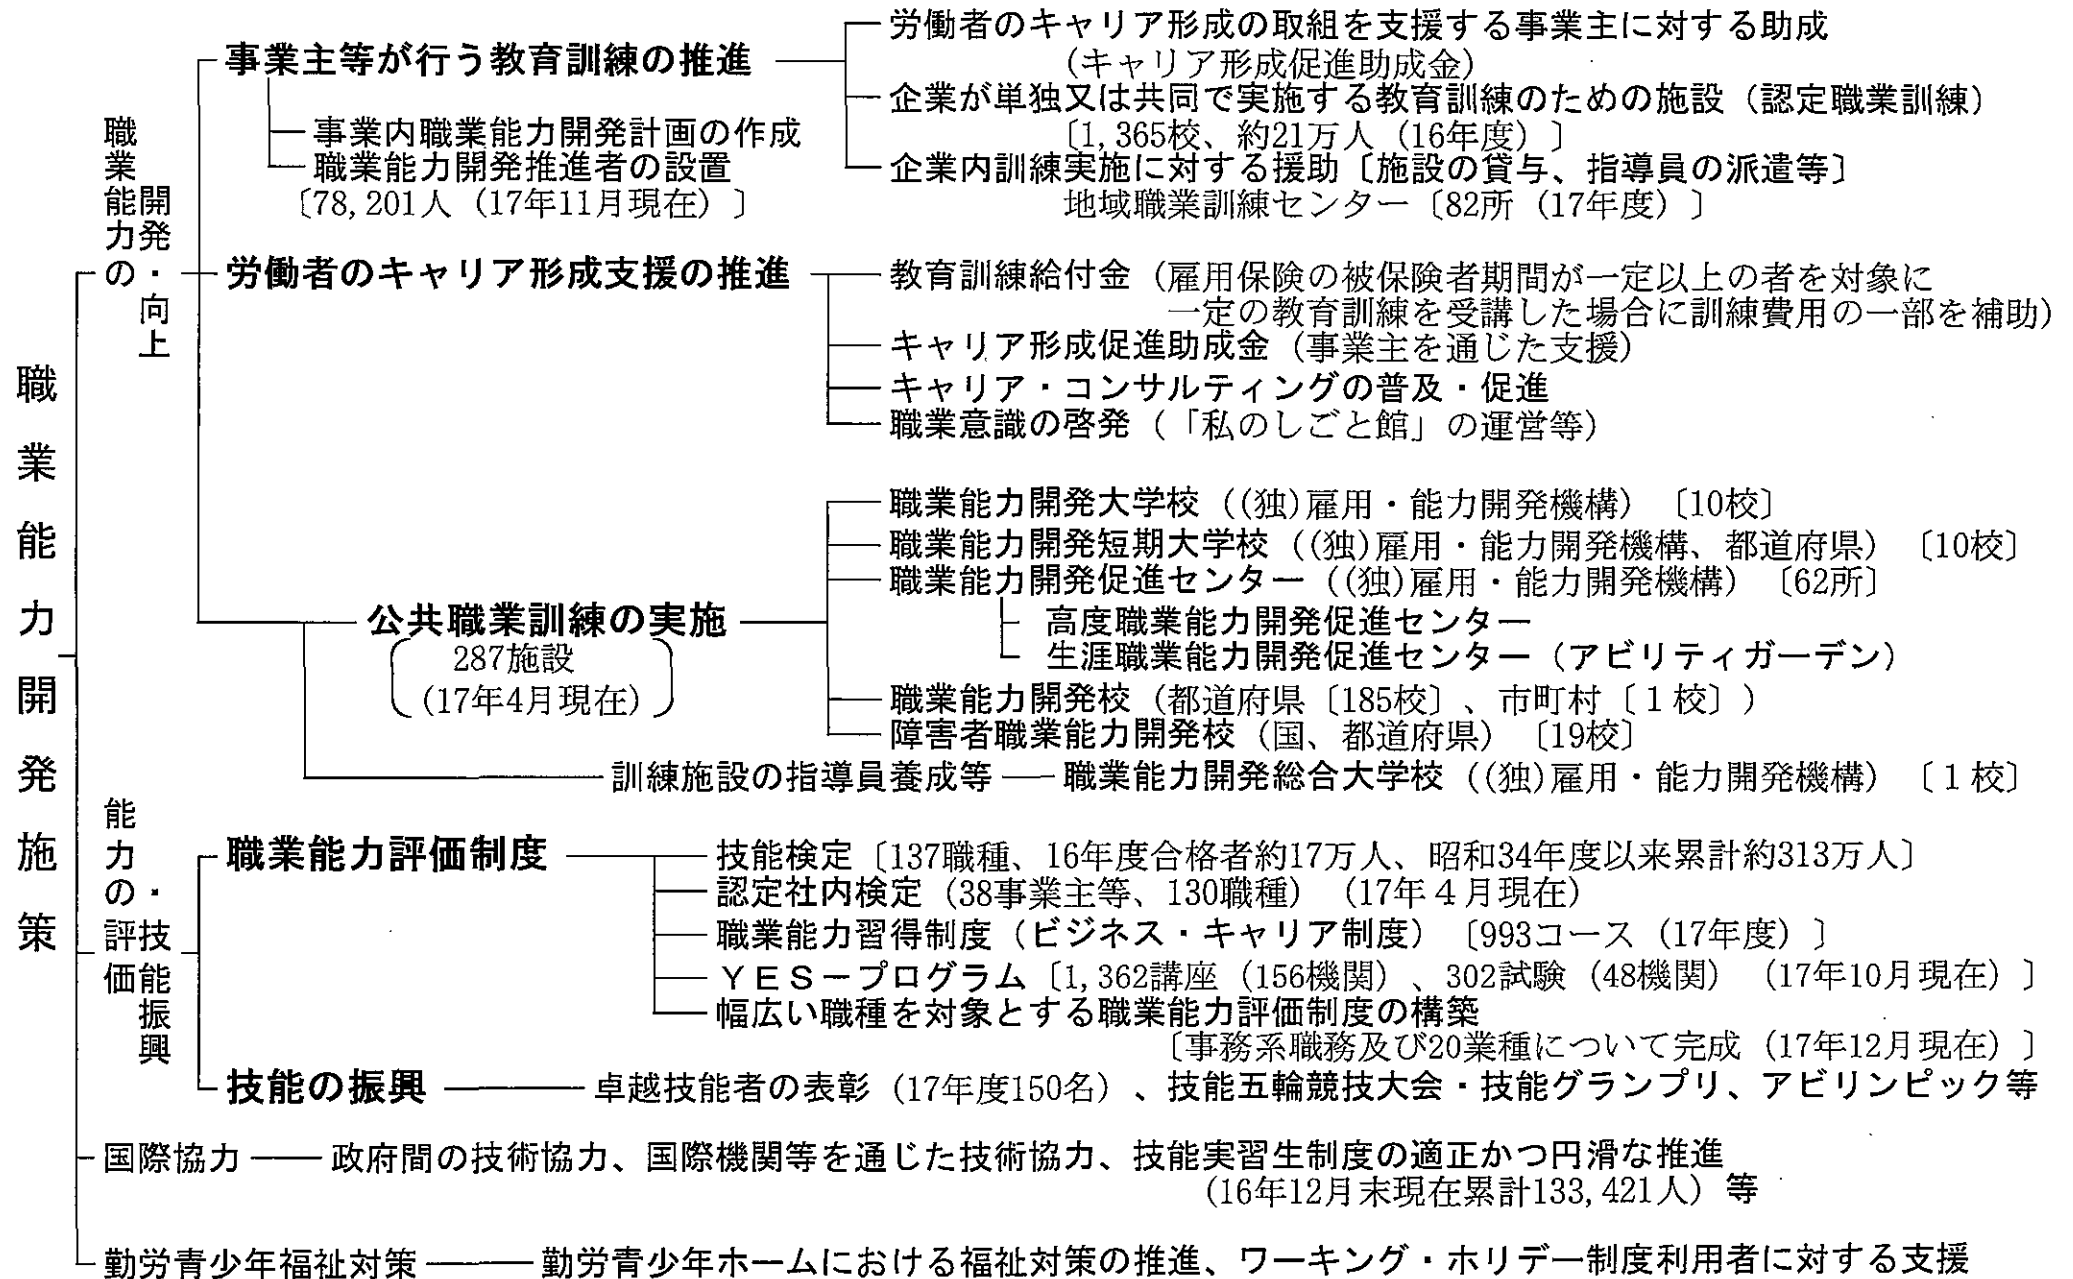 職業能力開発施策
職業能力の
開発・向上
事業主等が行う教育訓練の推進
事業内職業能力開発計画の作成
職業能力開発推進者の設置
〔78,201人（17年11月現在）〕
労働者のキャリア形成の取組を支援する事業主に対する助成
（キャリア形成促進助成金）
企業が単独又は共同で実施する教育訓練のための施設（認定職業訓練）
〔1,365校、約21万人（16年度）〕
企業内訓練実施に対する援助〔施設の貸与、指導員の派遣等〕
地域職業訓練センター〔82所（17年度）〕
労働者のキャリア形成支援の推進
教育訓練給付金（雇用保険の被保険者期間が一定以上の者を対象に
一定の教育訓練を受講した場合に訓練費用の一部を補助）
キャリア形成促進助成金（事業主を通じた支援）
キャリア・コンサルティングの普及・促進
職業意識の啓発（「私のしごと館」の運営等）
公共職業訓練の実施
287施設
（17年4月現在）
職業能力開発大学校（(独)雇用・能力開発機構）〔10校〕
職業能力開発短期大学校（(独)雇用・能力開発機構、都道府県）〔10校〕
職業能力開発促進センター（(独)雇用・能力開発機構）〔62所〕
高度職業能力開発促進センター
生涯職業能力開発促進センター（アビリティガーデン）
職業能力開発校（都道府県〔185校〕、市町村〔１校〕）
障害者職業能力開発校（国、都道府県）〔19校〕
訓練施設の指導員養成等
職業能力開発総合大学校（(独)雇用・能力開発機構）〔１校〕
能力の評価
・技能振興
職業能力評価制度
技能検定〔137職種、16年度合格者約17万人、昭和34年度以来累計約313万人〕
認定社内検定（38事業主等、130職種）（17年４月現在）
職業能力習得制度（ビジネス・キャリア制度）〔993コース（17年度）〕
ＹＥＳ－プログラム〔1,362講座（156機関）、302試験（48機関）（17年10月現在）〕
幅広い職種を対象とする職業能力評価制度の構築
〔事務系職務及び20業種について完成（17年12月現在）〕
技能の振興
卓越技能者の表彰（17年度150名）、技能五輪競技大会・技能グランプリ、アビリンピック等
国際協力
政府間の技術協力、国際機関等を通じた技術協力、技能実習生制度の適正かつ円滑な推進
（16年12月末現在累計133,421人）等
勤労青少年福祉対策
勤労青少年ホームにおける福祉対策の推進、ワーキング・ホリデー制度利用者に対する支援